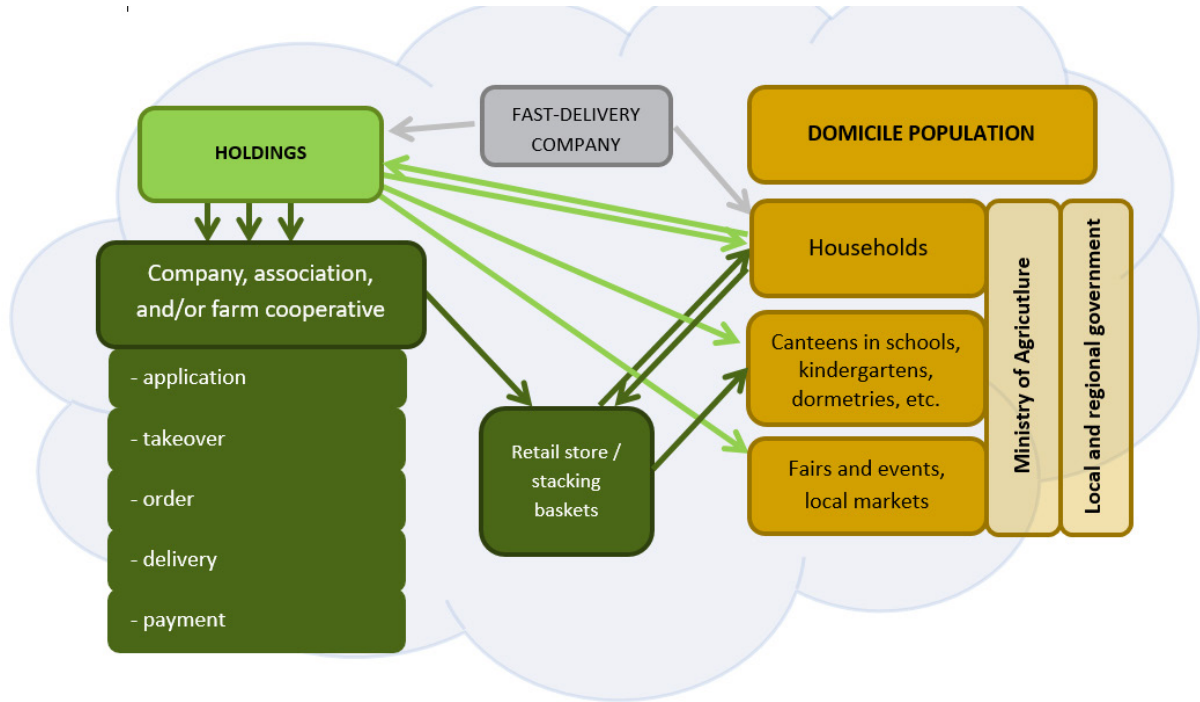 HOLDINGS
FAST-DELIVERY
COMPANY
DOMICILE POPULATION
Company, association,
and/or farm cooperative
- application
- takeover
- order
- delivery
- payment
Retail store /
stacking
baskets
Households
Canteens in schools,
kindergartens,
dormetries, etc.
Fairs and events,
local markets
Ministry of Agricutlure
Local and regional government